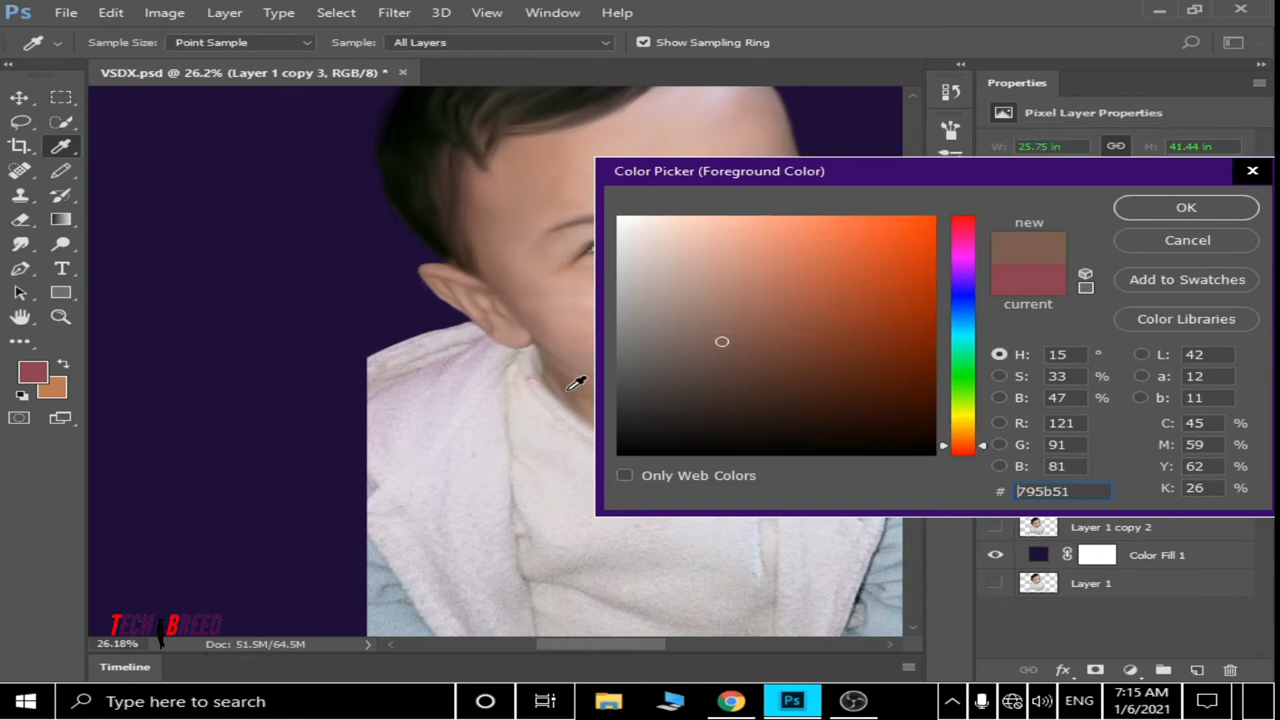 Ps File Edit Image Layer Type Select Filter 3D View Window Help
Sample Size: Point Sample Sample: All Layers Show Sampling Ring
VSDX.psd @ 26.2% (Layer 1 copy 3, RGB/8) *
Properties
Pixel Layer Properties
W: 25.75 in H: 41.44 in
Color Picker (Foreground Color)
new
current
OK
Cancel
Add to Swatches
Color Libraries
H: 15 °
S: 33 %
B: 47 %
R: 121
G: 91
B: 81
# 795b51
L: 42
a: 12
b: 11
C: 45 %
M: 59 %
Y: 62 %
K: 26 %
Only Web Colors
Layer 1 copy 2
Color Fill 1
Layer 1
TECH BREED
26.18% Doc: 51.5M/64.5M
Timeline
fx
Type here to search
Ps
ENG
7:15 AM
1/6/2021